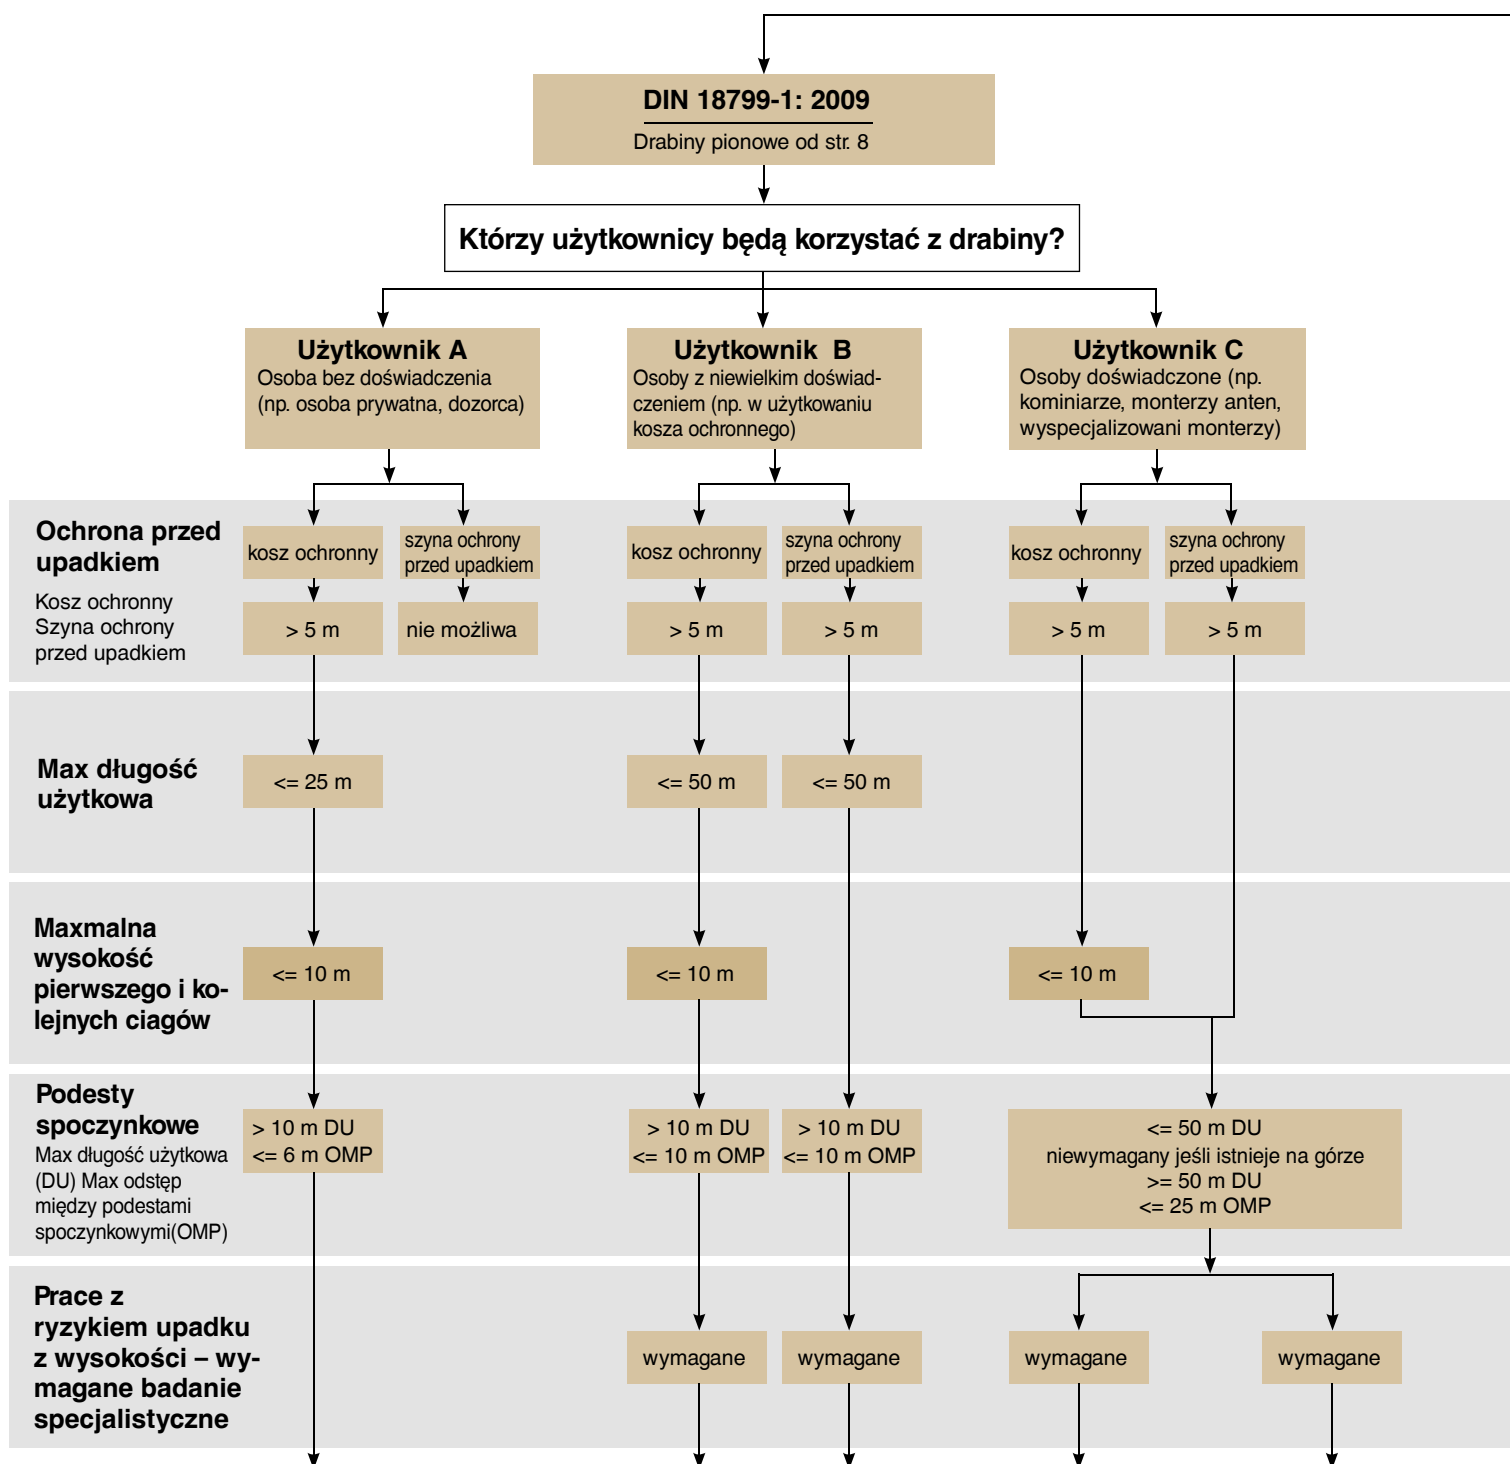 DIN 18799-1: 2009
Drabiny pionowe od str. 8
Którzy użytkownicy będą korzystać z drabiny?
Użytkownik A
Osoba bez doświadczenia
(np. osoba prywatna, dozorca)
Użytkownik B
Osoby z niewielkim doświad-
czeniem (np. w użytkowaniu
kosza ochronnego)
Użytkownik C
Osoby doświadczone (np.
kominiarze, monterzy anten,
wyspecjalizowani monterzy)
Ochrona przed
upadkiem
Kosz ochronny
Szyna ochrony
przed upadkiem
kosz ochronny
szyna ochrony
przed upadkiem
kosz ochronny
szyna ochrony
przed upadkiem
kosz ochronny
szyna ochrony
przed upadkiem
> 5 m
nie możliwa
> 5 m
> 5 m
> 5 m
> 5 m
Max długość
użytkowa
<= 25 m
<= 50 m
<= 50 m
Maxmalna
wysokość
pierwszego i ko-
lejnych ciagów
<= 10 m
<= 10 m
<= 10 m
Podesty
spoczynkowe
Max długość użytkowa
(DU) Max odstęp
między podestami
spoczynkowymi(OMP)
> 10 m DU
<= 6 m OMP
> 10 m DU
<= 10 m OMP
> 10 m DU
<= 10 m OMP
<= 50 m DU
niewymagany jeśli istnieje na górze
>= 50 m DU
<= 25 m OMP
Prace z
ryzykiem upadku
z wysokości – wy-
magane badanie
specjalistyczne
wymagane
wymagane
wymagane
wymagane